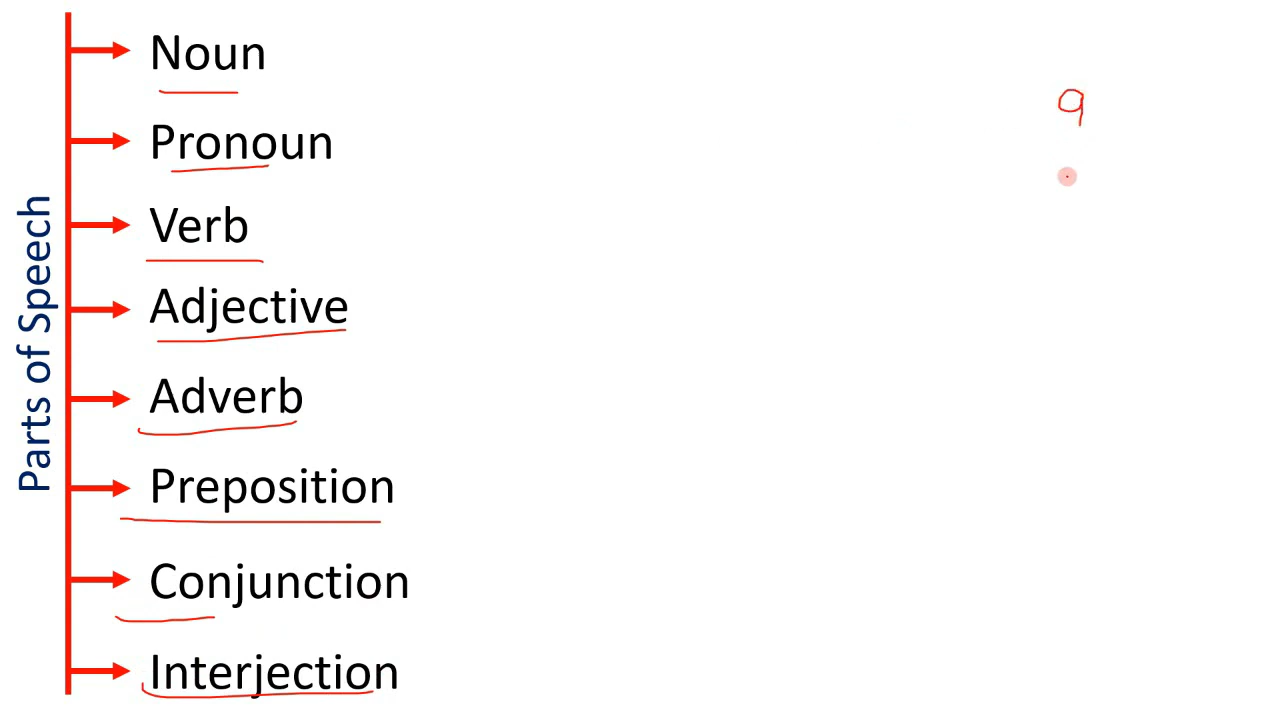 Parts of Speech
Noun
Pronoun
Verb
Adjective
Adverb
Preposition
Conjunction
Interjection
9